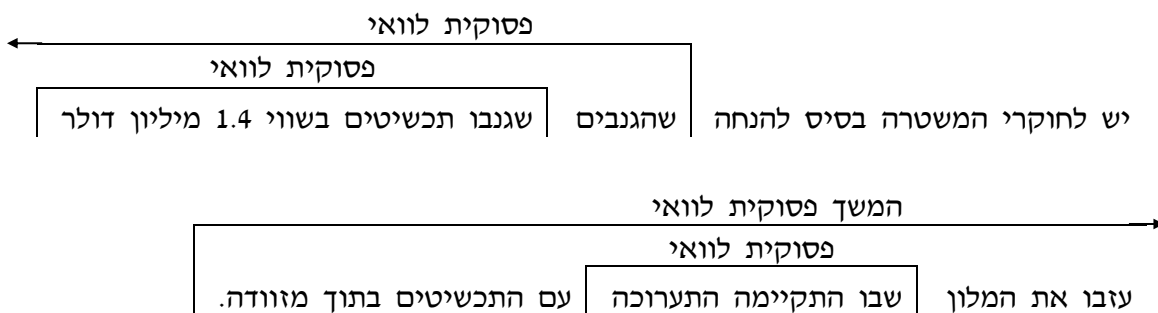 פסוקית לוואי
פסוקית לוואי
יש לחוקרי המשטרה בסיס להנחה שהגנבים שגנבו תכשיטים בשווי 1.4 מיליון דולר
המשך פסוקית לוואי
פסוקית לוואי
עזבו את המלון שבו התקיימה התערוכה עם התכשיטים בתוך מזוודה.